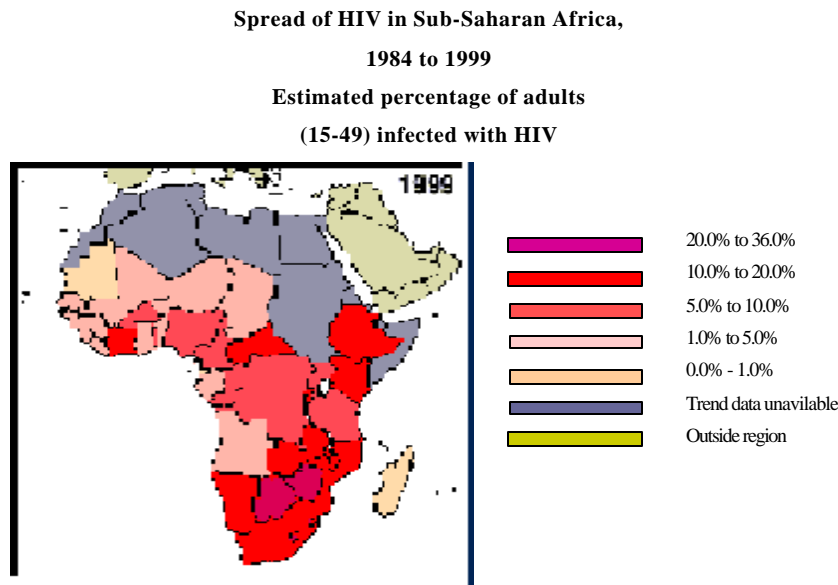 Spread of HIV in Sub-Saharan Africa,
1984 to 1999
Estimated percentage of adults
(15-49) infected with HIV
1999
20.0% to 36.0%
10.0% to 20.0%
5.0% to 10.0%
1.0% to 5.0%
0.0% - 1.0%
Trend data unavilable
Outside region